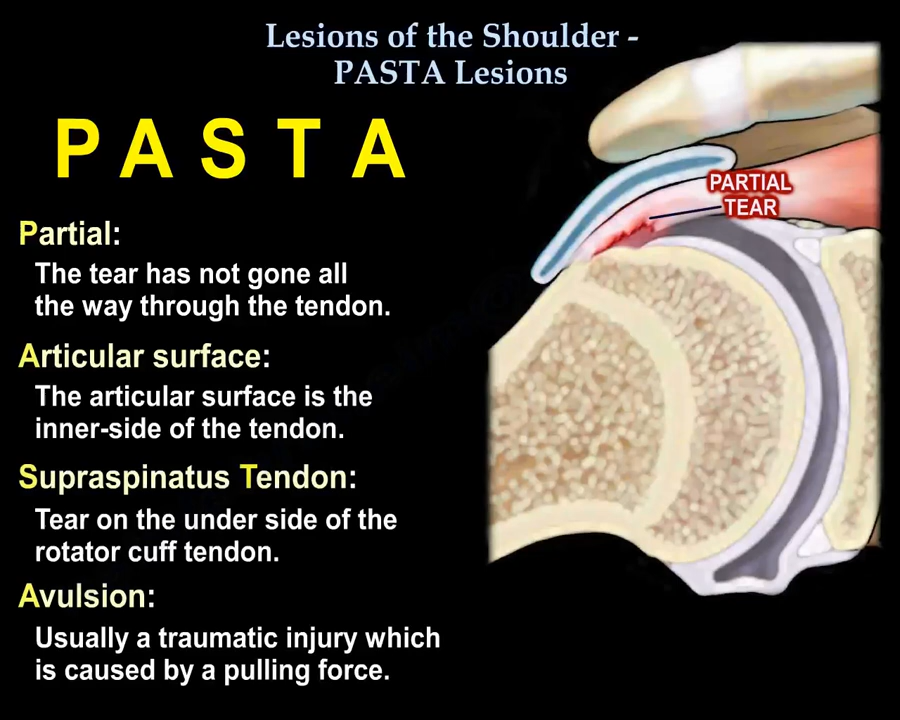 Lesions of the Shoulder -
PASTA Lesions
P A S T A
Partial:
The tear has not gone all
the way through the tendon.
Articular surface:
The articular surface is the
inner-side of the tendon.
Supraspinatus Tendon:
Tear on the under side of the
rotator cuff tendon.
Avulsion:
Usually a traumatic injury which
is caused by a pulling force.
PARTIAL
TEAR